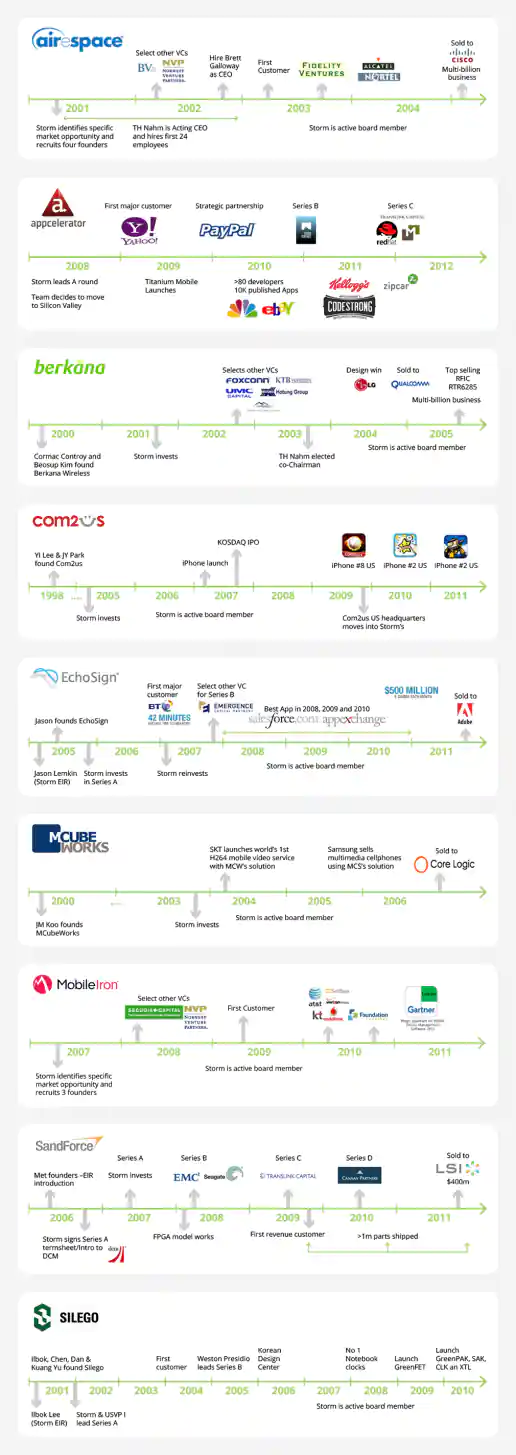 airespace
Select other VCs
BV
NVP
NORWEST
VENTURE
PARTNERS.
Hire Brett
Galloway
as CEO
First
Customer
FIDELITY
VENTURES
ALCATEL
NORTEL
Sold to
CISCO
Multi-billion
business
2001
2002
2003
2004
Storm identifies specific
market opportunity and
recruits four founders
TH Nahm is Acting CEO
and hires first 24
employees
Storm is active board member
appcelerator
First major customer
YAHOO!
Strategic partnership
PayPal
Series B
Series C
TRANSLINK CAPITAL
redhat
2008
2009
2010
2011
2012
Storm leads A round
Team decides to move
to Silicon Valley
Titanium Mobile
Launches
>80 developers
10K published Apps
ebay
Kellogg's
CODESTRONG
zipcar
berkana
Selects other VCs
FOXCONN
KTB
UMC
CAPITAL
Hotung Group
Design win
LG
Sold to
QUALCOMM
Top selling
RFIC
RTR6285
Multi-billion business
2000
2001
2002
2003
2004
2005
Storm is active board member
Cormac Controy and
Beosup Kim found
Berkana Wireless
Storm invests
TH Nahm elected
co-Chairman
com2us
YI Lee & JY Park
found Com2us
iPhone launch
KOSDAQ IPO
iPhone #8 US
iPhone #2 US
iPhone #2 US
1998 ....
2005
2006
2007
2008
2009
2010
2011
Storm invests
Storm is active board member
Com2us US headquarters
moves into Storm's
EchoSign
Jason founds EchoSign
First major
customer
BT
42 MINUTES
Select other VC
for Series B
EMERGENCE
CAPITAL PARTNERS
Best App in 2008, 2009 and 2010
salesforce.com appexchange
$500 MILLION
Sold to
Adobe
2005
2006
2007
2008
2009
2010
2011
Storm is active board member
Jason Lemkin
(Storm EIR)
Storm invests
in Series A
Storm reinvests
MCUBE
WORKS
SKT launches world's 1st
H264 mobile video service
with MCW's solution
Samsung sells
multimedia cellphones
using MCS's solution
Sold to
Core Logic
2000
2003
2004
2005
2006
JM Koo founds
MCubeWorks
Storm invests
Storm is active board member
MobileIron
Select other VCs
SEQUOIA CAPITAL
NVP
NORWEST
VENTURE
PARTNERS.
First Customer
at&t
kt
vodafone
Foundation
Gartner
2007
2008
2009
2010
2011
Storm identifies specific
market opportunity and
recruits 3 founders
Storm is active board member
SandForce
Met founders –EIR
introduction
Series A
Storm invests
Series B
EMC²
Seagate
Series C
TRANSLINK CAPITAL
Series D
CANAAN PARTNERS
Sold to
LSI
$400m
2006
2007
2008
2009
2010
2011
Storm signs Series A
termsheet/Intro to
DCM
dcm
FPGA model works
First revenue customer
>1m parts shipped
SILEGO
Ilbok, Chen, Dan &
Kuang Yu found Silego
First
customer
Weston Presidio
leads Series B
Korean
Design
Center
No 1
Notebook
clocks
Launch
GreenFET
Launch
GreenPAK, SAK,
CLK an XTL
2001
2002
2003
2004
2005
2006
2007
2008
2009
2010
Storm is active board member
Ilbok Lee
(Storm EIR)
Storm & USVP I
lead Series A